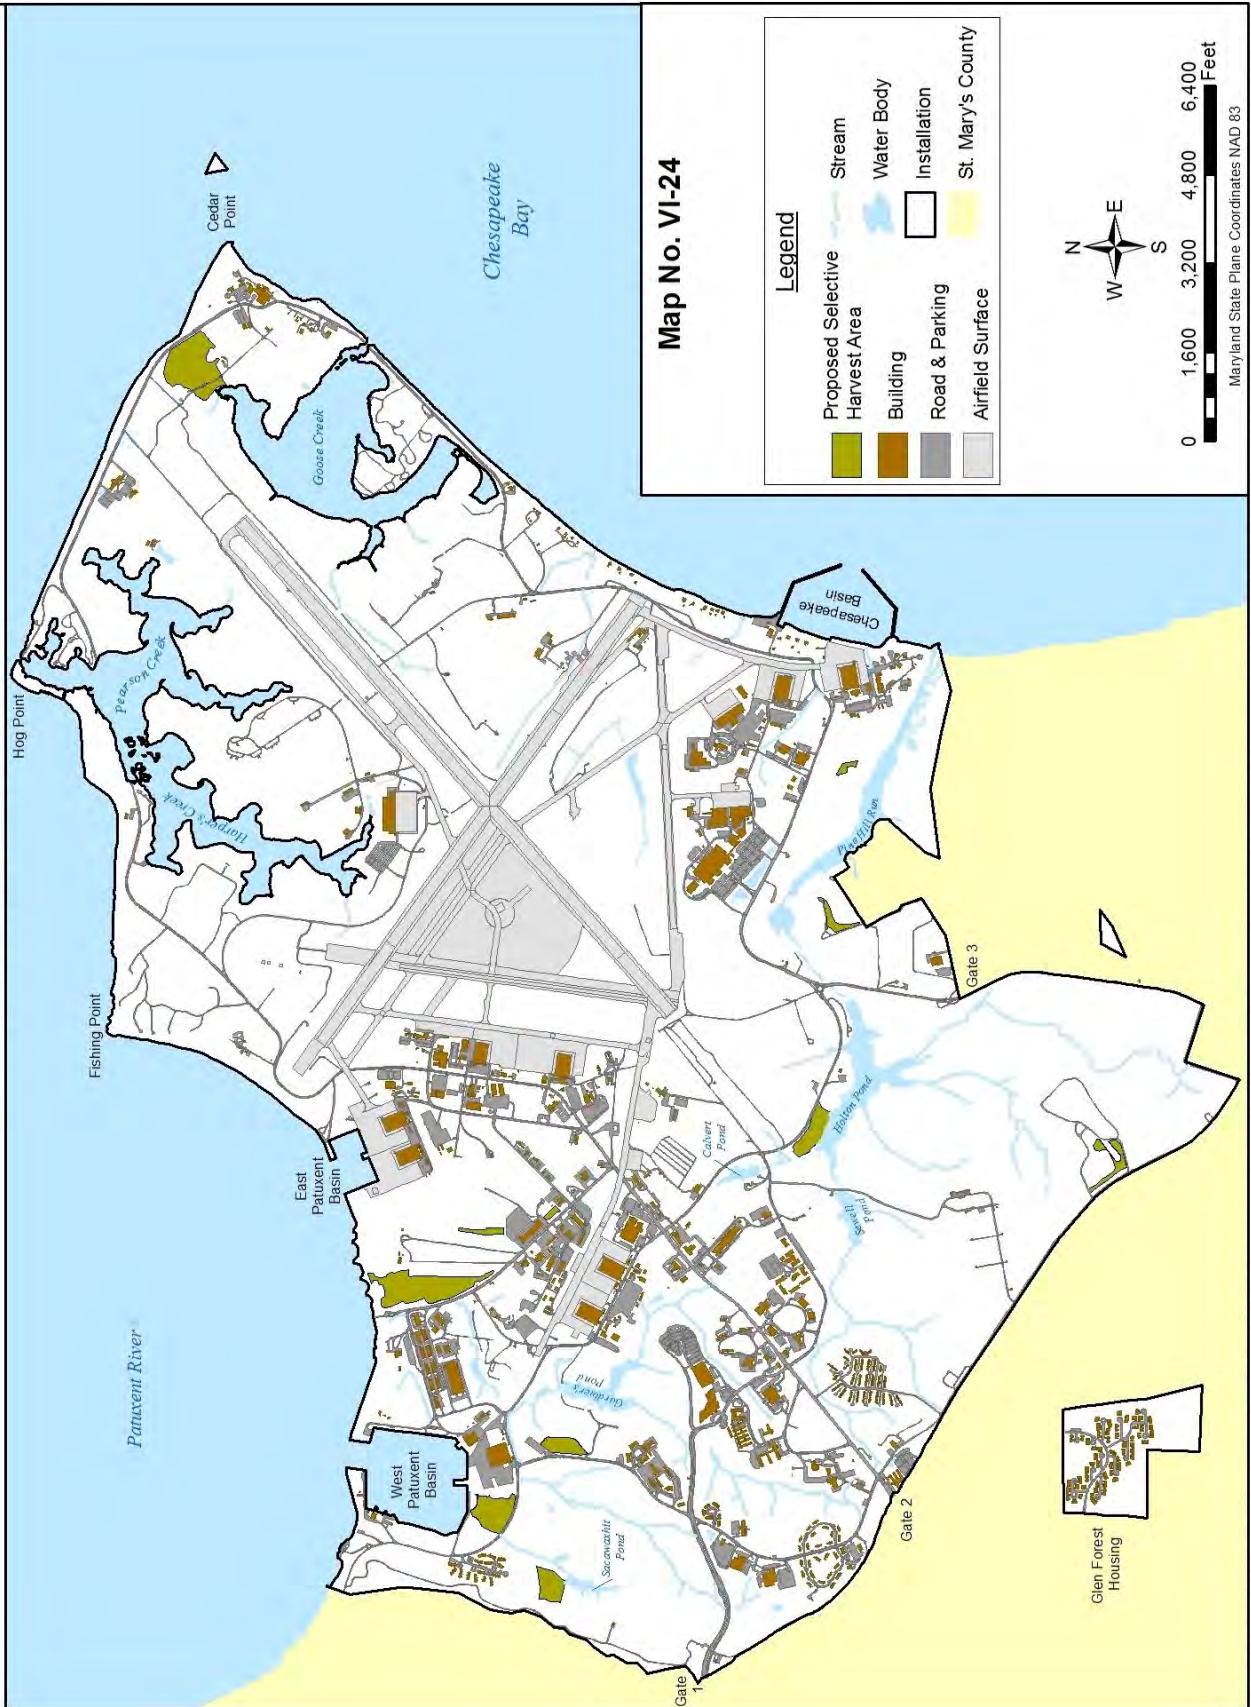 Map No. VI-24
Legend
Proposed Selective
Harvest Area
Building
Road & Parking
Airfield Surface
Stream
Water Body
Installation
St. Mary's County
N
W
E
S
0
1,600
3,200
4,800
6,400
Feet
Maryland State Plane Coordinates NAD 83
Patuxent River
Chesapeake
Bay
Hog Point
Fishing Point
Cedar
Point
Pearson Creek
Harper's Creek
Goose Creek
East
Patuxent
Basin
West
Patuxent
Basin
Chesapeake
Basin
Pine Hill Run
Calvert
Pond
Holton Pond
Sewell
Pond
Gardner's
Pond
Sacawaxhit
Pond
Gate
1
Gate 2
Gate 3
Glen Forest
Housing